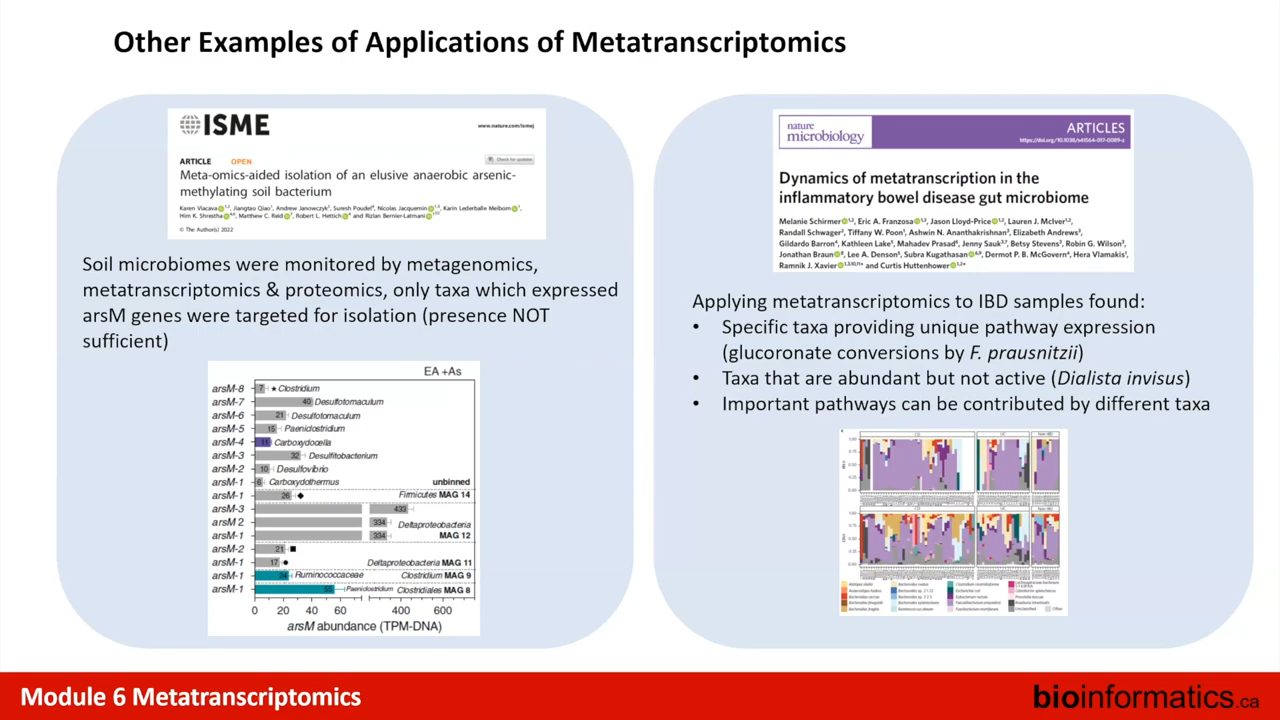 Other Examples of Applications of Metatranscriptomics
ISME
www.nature.com/ismej
ARTICLE OPEN
Check for updates
Meta-omics-aided isolation of an elusive anaerobic arsenic-
methylating soil bacterium
Karen Viacava, Jiangtao Qiao, Andrew Janowczyk, Suresh Poudel, Nicolas Jacquemin, Karin Lederballe Meibom,
Him K. Shrestha, Matthew C. Reid, Robert L. Hettich and Rizlan Bernier-Latmani
© The Author(s) 2022
Soil microbiomes were monitored by metagenomics,
metatranscriptomics & proteomics, only taxa which expressed
arsM genes were targeted for isolation (presence NOT
sufficient)
EA +As
arsM-8 7 ★ Clostridium
arsM-7 40 Desulfotomaculum
arsM-6 21 Desulfotomaculum
arsM-5 15 Paenidostridium
arsM-4 11 Carboxydocella
arsM-3 32 Desulfitobacterium
arsM-2 10 Desulfovibrio
arsM-1 6 Carboxydothermus unbinned
arsM-1 26 ◆ Firmicutes MAG 14
arsM-3 433
arsM 2 334 Deltaproteobacteria
arsM-1 334 MAG 12
arsM-2 21 ■
arsM-1 17 ● Deltaproteobacteria MAG 11
arsM-1 24 Ruminococcaceae Clostridium MAG 9
arsM-1 Paenidostridium Clostridiales MAG 8
0 20 40 60 400 600
arsM abundance (TPM-DNA)
nature
microbiology
ARTICLES
https://doi.org/10.1038/s41564-017-0089-z
Dynamics of metatranscription in the
inflammatory bowel disease gut microbiome
Melanie Schirmer, Eric A. Franzosa, Jason Lloyd-Price, Lauren J. McIver,
Randall Schwager, Tiffany W. Poon, Ashwin N. Ananthakrishnan, Elizabeth Andrews,
Gildardo Barron, Kathleen Lake, Mahadev Prasad, Jenny Sauk, Betsy Stevens, Robin G. Wilson,
Jonathan Braun, Lee A. Denson, Subra Kugathasan, Dermot P. B. McGovern, Hera Vlamakis,
Ramnik J. Xavier and Curtis Huttenhower
Applying metatranscriptomics to IBD samples found:
• Specific taxa providing unique pathway expression
(glucoronate conversions by F. prausnitzii)
• Taxa that are abundant but not active (Dialista invisus)
• Important pathways can be contributed by different taxa
Module 6 Metatranscriptomics
bioinformatics.ca